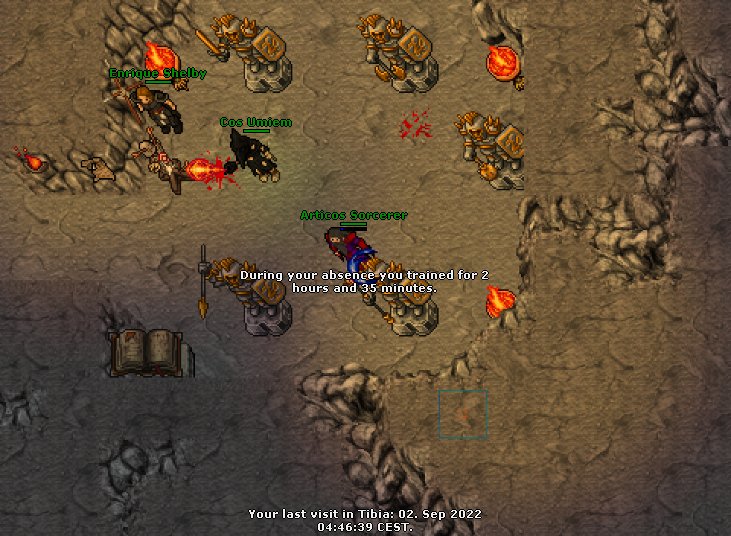 Enrique Shelby
Cos Umiem
Articos Sorcerer
During your absence you trained for 2
hours and 35 minutes.
Your last visit in Tibia: 02. Sep 2022
04:46:39 CEST.